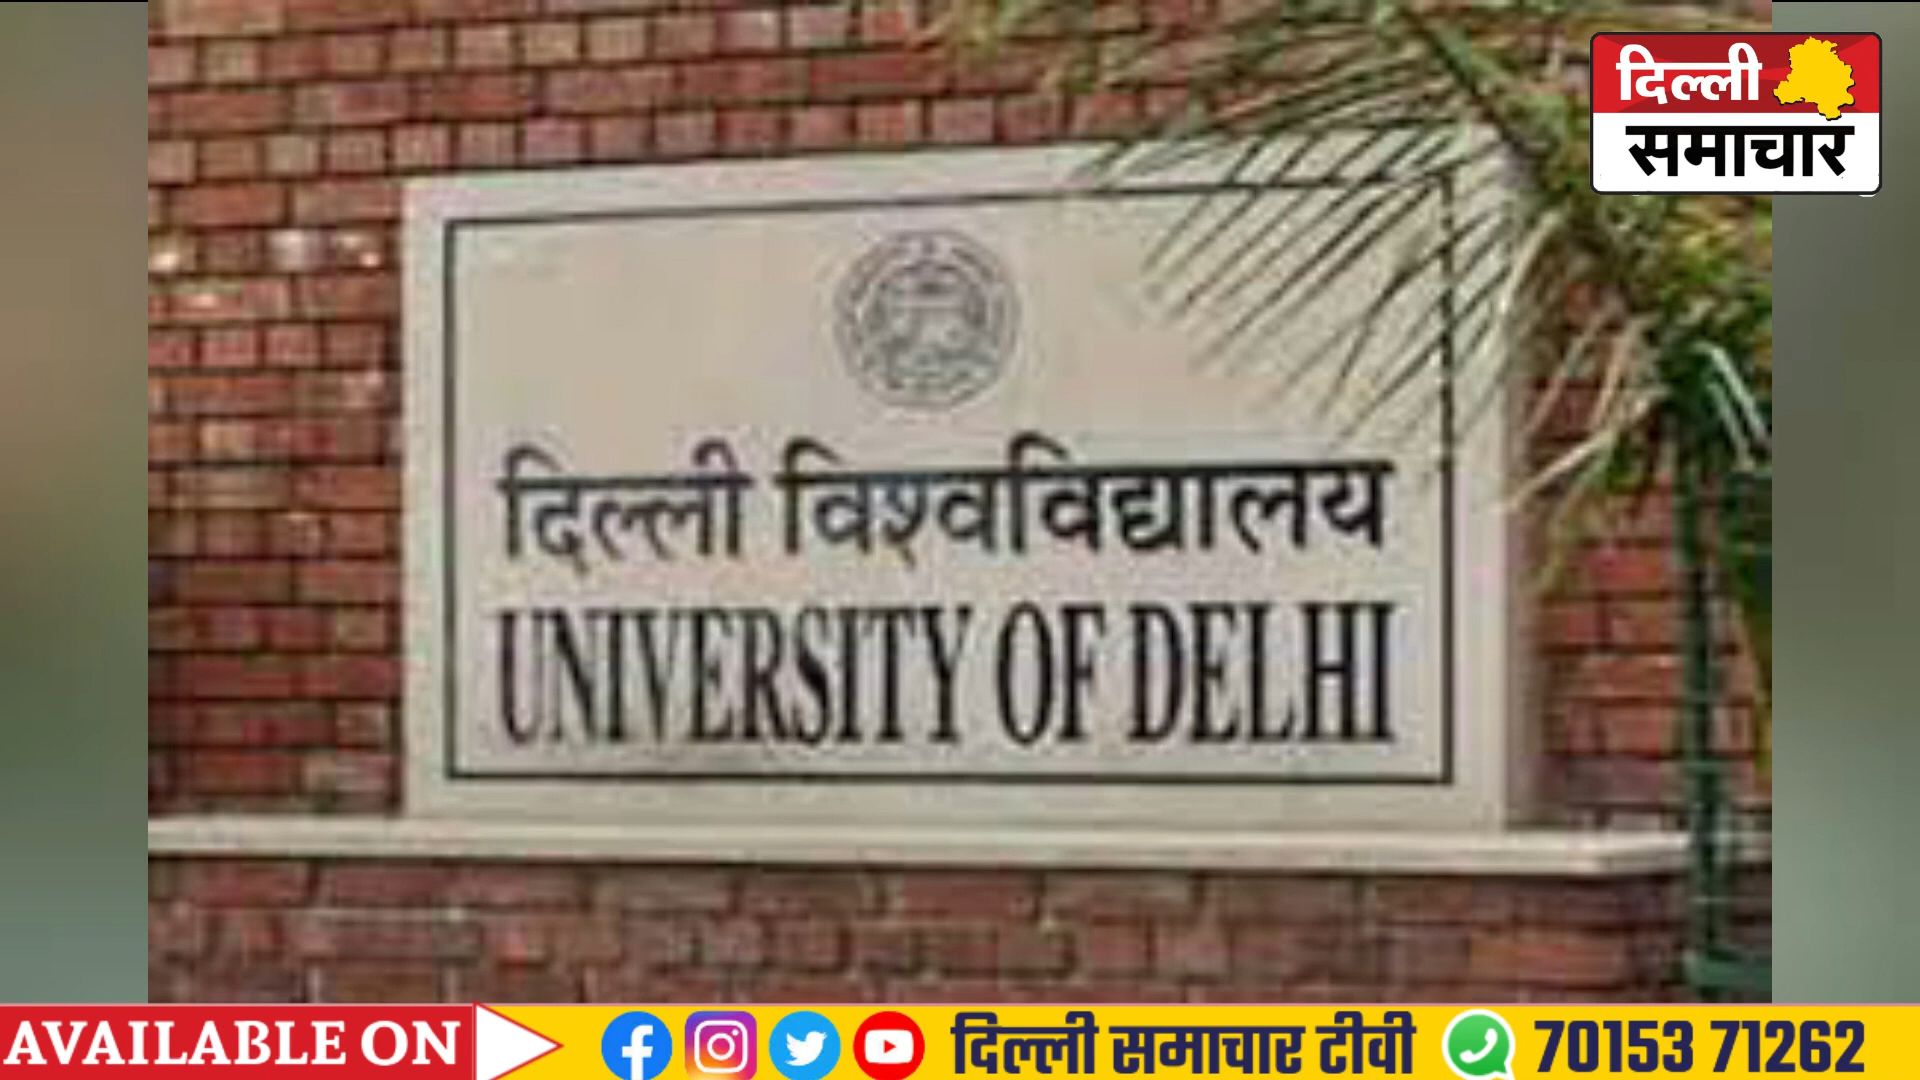 दिल्ली
समाचार
दिल्ली विश्वविद्यालय
UNIVERSITY OF DELHI
AVAILABLE ON दिल्ली समाचार टीवी 70153 71262